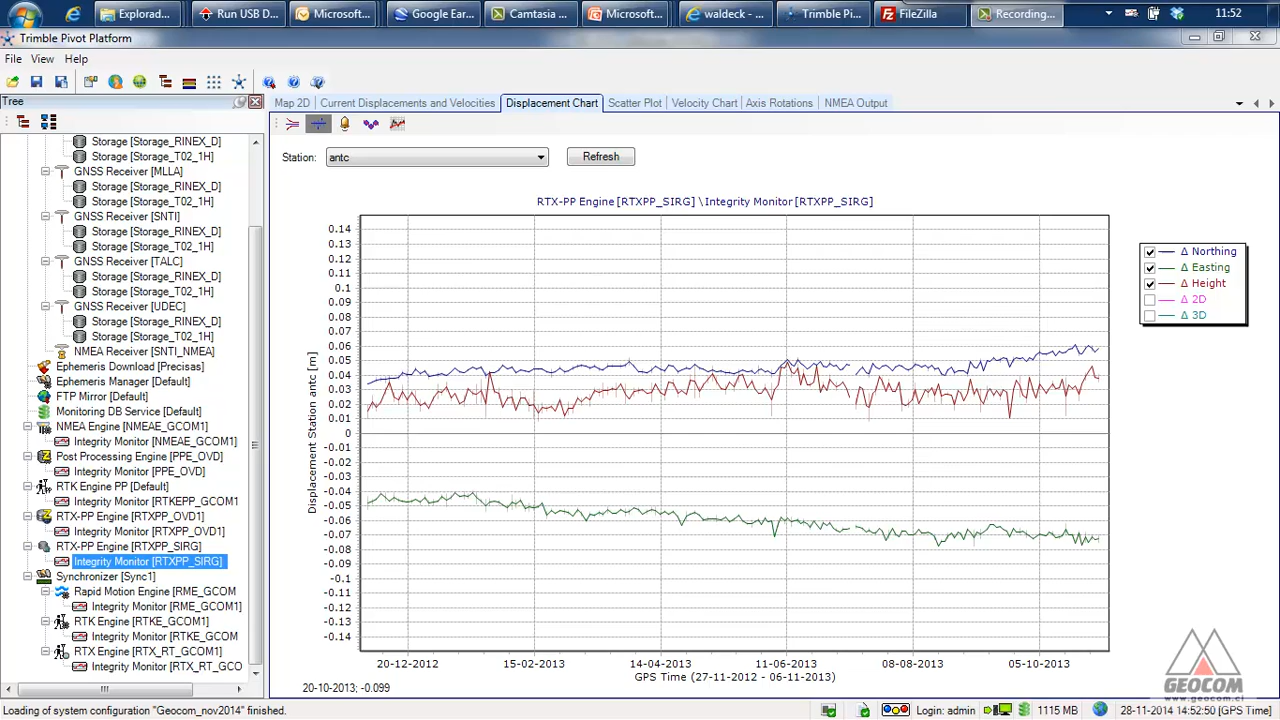 Explorad...
Run USB D...
Microsoft...
Google Ear...
Camtasia ...
Microsoft...
waldeck - ...
Trimble Pi...
FileZilla
Recording...
11:52
Trimble Pivot Platform
File View Help
Tree
Map 2D Current Displacements and Velocities Displacement Chart Scatter Plot Velocity Chart Axis Rotations NMEA Output
Storage [Storage_RINEX_D]
Storage [Storage_T02_1H]
GNSS Receiver [MLLA]
Storage [Storage_RINEX_D]
Storage [Storage_T02_1H]
GNSS Receiver [SNTI]
Storage [Storage_RINEX_D]
Storage [Storage_T02_1H]
GNSS Receiver [TALC]
Storage [Storage_RINEX_D]
Storage [Storage_T02_1H]
GNSS Receiver [UDEC]
Storage [Storage_RINEX_D]
Storage [Storage_T02_1H]
NMEA Receiver [SNTI_NMEA]
Ephemeris Download [Precisas]
Ephemeris Manager [Default]
FTP Mirror [Default]
Monitoring DB Service [Default]
NMEA Engine [NMEAE_GCOM1]
Integrity Monitor [NMEAE_GCOM1]
Post Processing Engine [PPE_OVD]
Integrity Monitor [PPE_OVD]
RTK Engine PP [Default]
Integrity Monitor [RTKEPP_GCOM1
RTX-PP Engine [RTXPP_OVD1]
Integrity Monitor [RTXPP_OVD1]
RTX-PP Engine [RTXPP_SIRG]
Integrity Monitor [RTXPP_SIRG]
Synchronizer [Sync1]
Rapid Motion Engine [RME_GCOM
Integrity Monitor [RME_GCOM1]
RTK Engine [RTKE_GCOM1]
Integrity Monitor [RTKE_GCOM
RTX Engine [RTX_RT_GCOM1]
Integrity Monitor [RTX_RT_GCO
Station: antc Refresh
RTX-PP Engine [RTXPP_SIRG] \ Integrity Monitor [RTXPP_SIRG]
Displacement Station antc [m]
0.14
0.13
0.12
0.11
0.1
0.09
0.08
0.07
0.06
0.05
0.04
0.03
0.02
0.01
0
-0.01
-0.02
-0.03
-0.04
-0.05
-0.06
-0.07
-0.08
-0.09
-0.1
-0.11
-0.12
-0.13
-0.14
20-12-2012 15-02-2013 14-04-2013 11-06-2013 08-08-2013 05-10-2013
GPS Time (27-11-2012 - 06-11-2013)
Δ Northing
Δ Easting
Δ Height
Δ 2D
Δ 3D
20-10-2013; -0.099
GEOCOM
www.geocom.cl
Loading of system configuration "Geocom_nov2014" finished.
Login: admin
1115 MB
28-11-2014 14:52:50 [GPS Time]